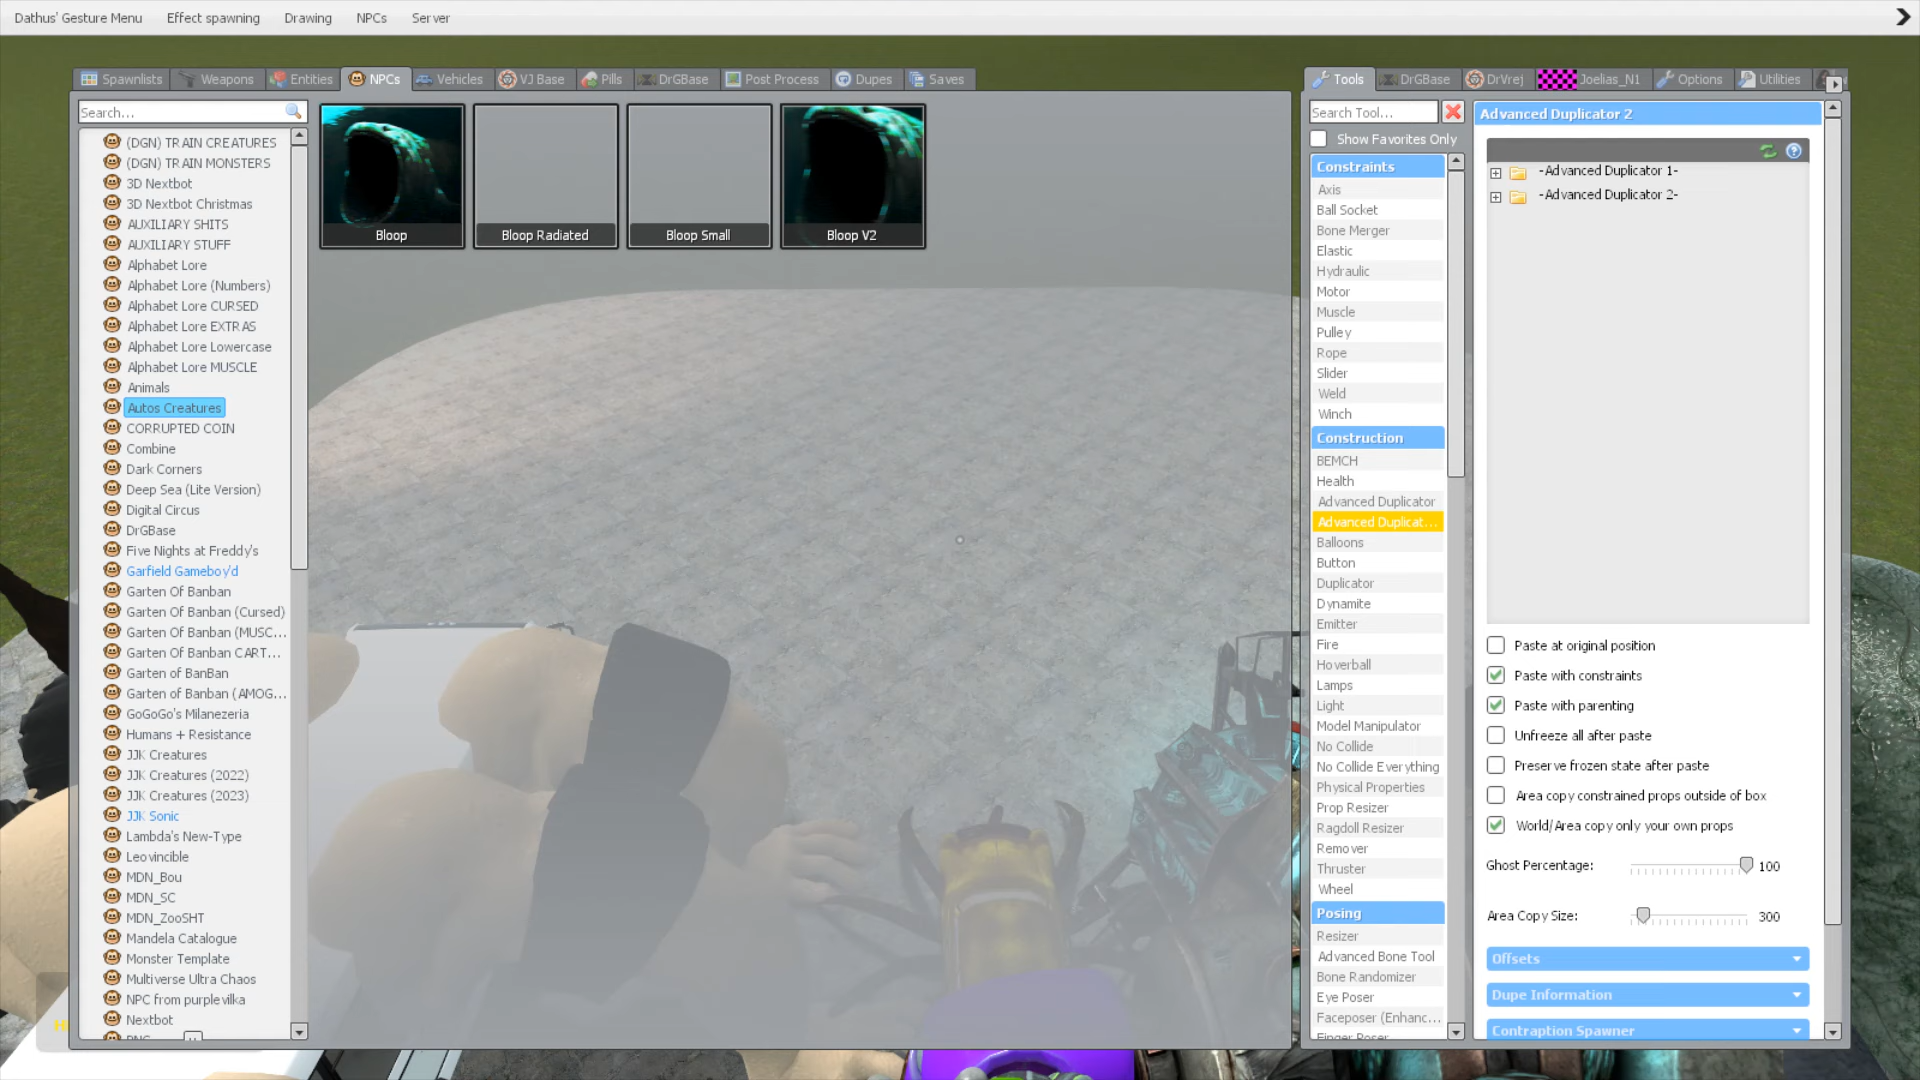 Dathus' Gesture Menu
Effect spawning
Drawing
NPCs
Server
Spawnlists
Weapons
Entities
NPCs
Vehicles
VJ Base
Pills
DrGBase
Post Process
Dupes
Saves
Search...
(DGN) TRAIN CREATURES
(DGN) TRAIN MONSTERS
3D Nextbot
3D Nextbot Christmas
AUXILIARY SHITS
AUXILIARY STUFF
Alphabet Lore
Alphabet Lore (Numbers)
Alphabet Lore CURSED
Alphabet Lore EXTRAS
Alphabet Lore Lowercase
Alphabet Lore MUSCLE
Animals
Autos Creatures
CORRUPTED COIN
Combine
Dark Corners
Deep Sea (Lite Version)
Digital Circus
DrGBase
Five Nights at Freddy's
Garfield Gameboy'd
Garten Of Banban
Garten Of Banban (Cursed)
Garten Of Banban (MUSC...
Garten Of Banban CART...
Garten of BanBan
Garten of Banban (AMOG...
GoGoGo's Milanezeria
Humans + Resistance
JJK Creatures
JJK Creatures (2022)
JJK Creatures (2023)
JJK Sonic
Lambda's New-Type
Leovincible
MDN_Bou
MDN_SC
MDN_ZooSHT
Mandela Catalogue
Monster Template
Multiverse Ultra Chaos
NPC from purplevilka
Nextbot
Bloop
Bloop Radiated
Bloop Small
Bloop V2
Tools
DrGBase
DrVrej
Joelias_N1
Options
Utilities
Search Tool...
Show Favorites Only
Constraints
Axis
Ball Socket
Bone Merger
Elastic
Hydraulic
Motor
Muscle
Pulley
Rope
Slider
Weld
Winch
Construction
BEMCH
Health
Advanced Duplicator
Advanced Duplicat...
Balloons
Button
Duplicator
Dynamite
Emitter
Fire
Hoverball
Lamps
Light
Model Manipulator
No Collide
No Collide Everything
Physical Properties
Prop Resizer
Ragdoll Resizer
Remover
Thruster
Wheel
Posing
Resizer
Advanced Bone Tool
Bone Randomizer
Eye Poser
Faceposer (Enhanc...
Finger Poser
Advanced Duplicator 2
-Advanced Duplicator 1-
-Advanced Duplicator 2-
Paste at original position
Paste with constraints
Paste with parenting
Unfreeze all after paste
Preserve frozen state after paste
Area copy constrained props outside of box
World/Area copy only your own props
Ghost Percentage: 100
Area Copy Size: 300
Offsets
Dupe Information
Contraption Spawner